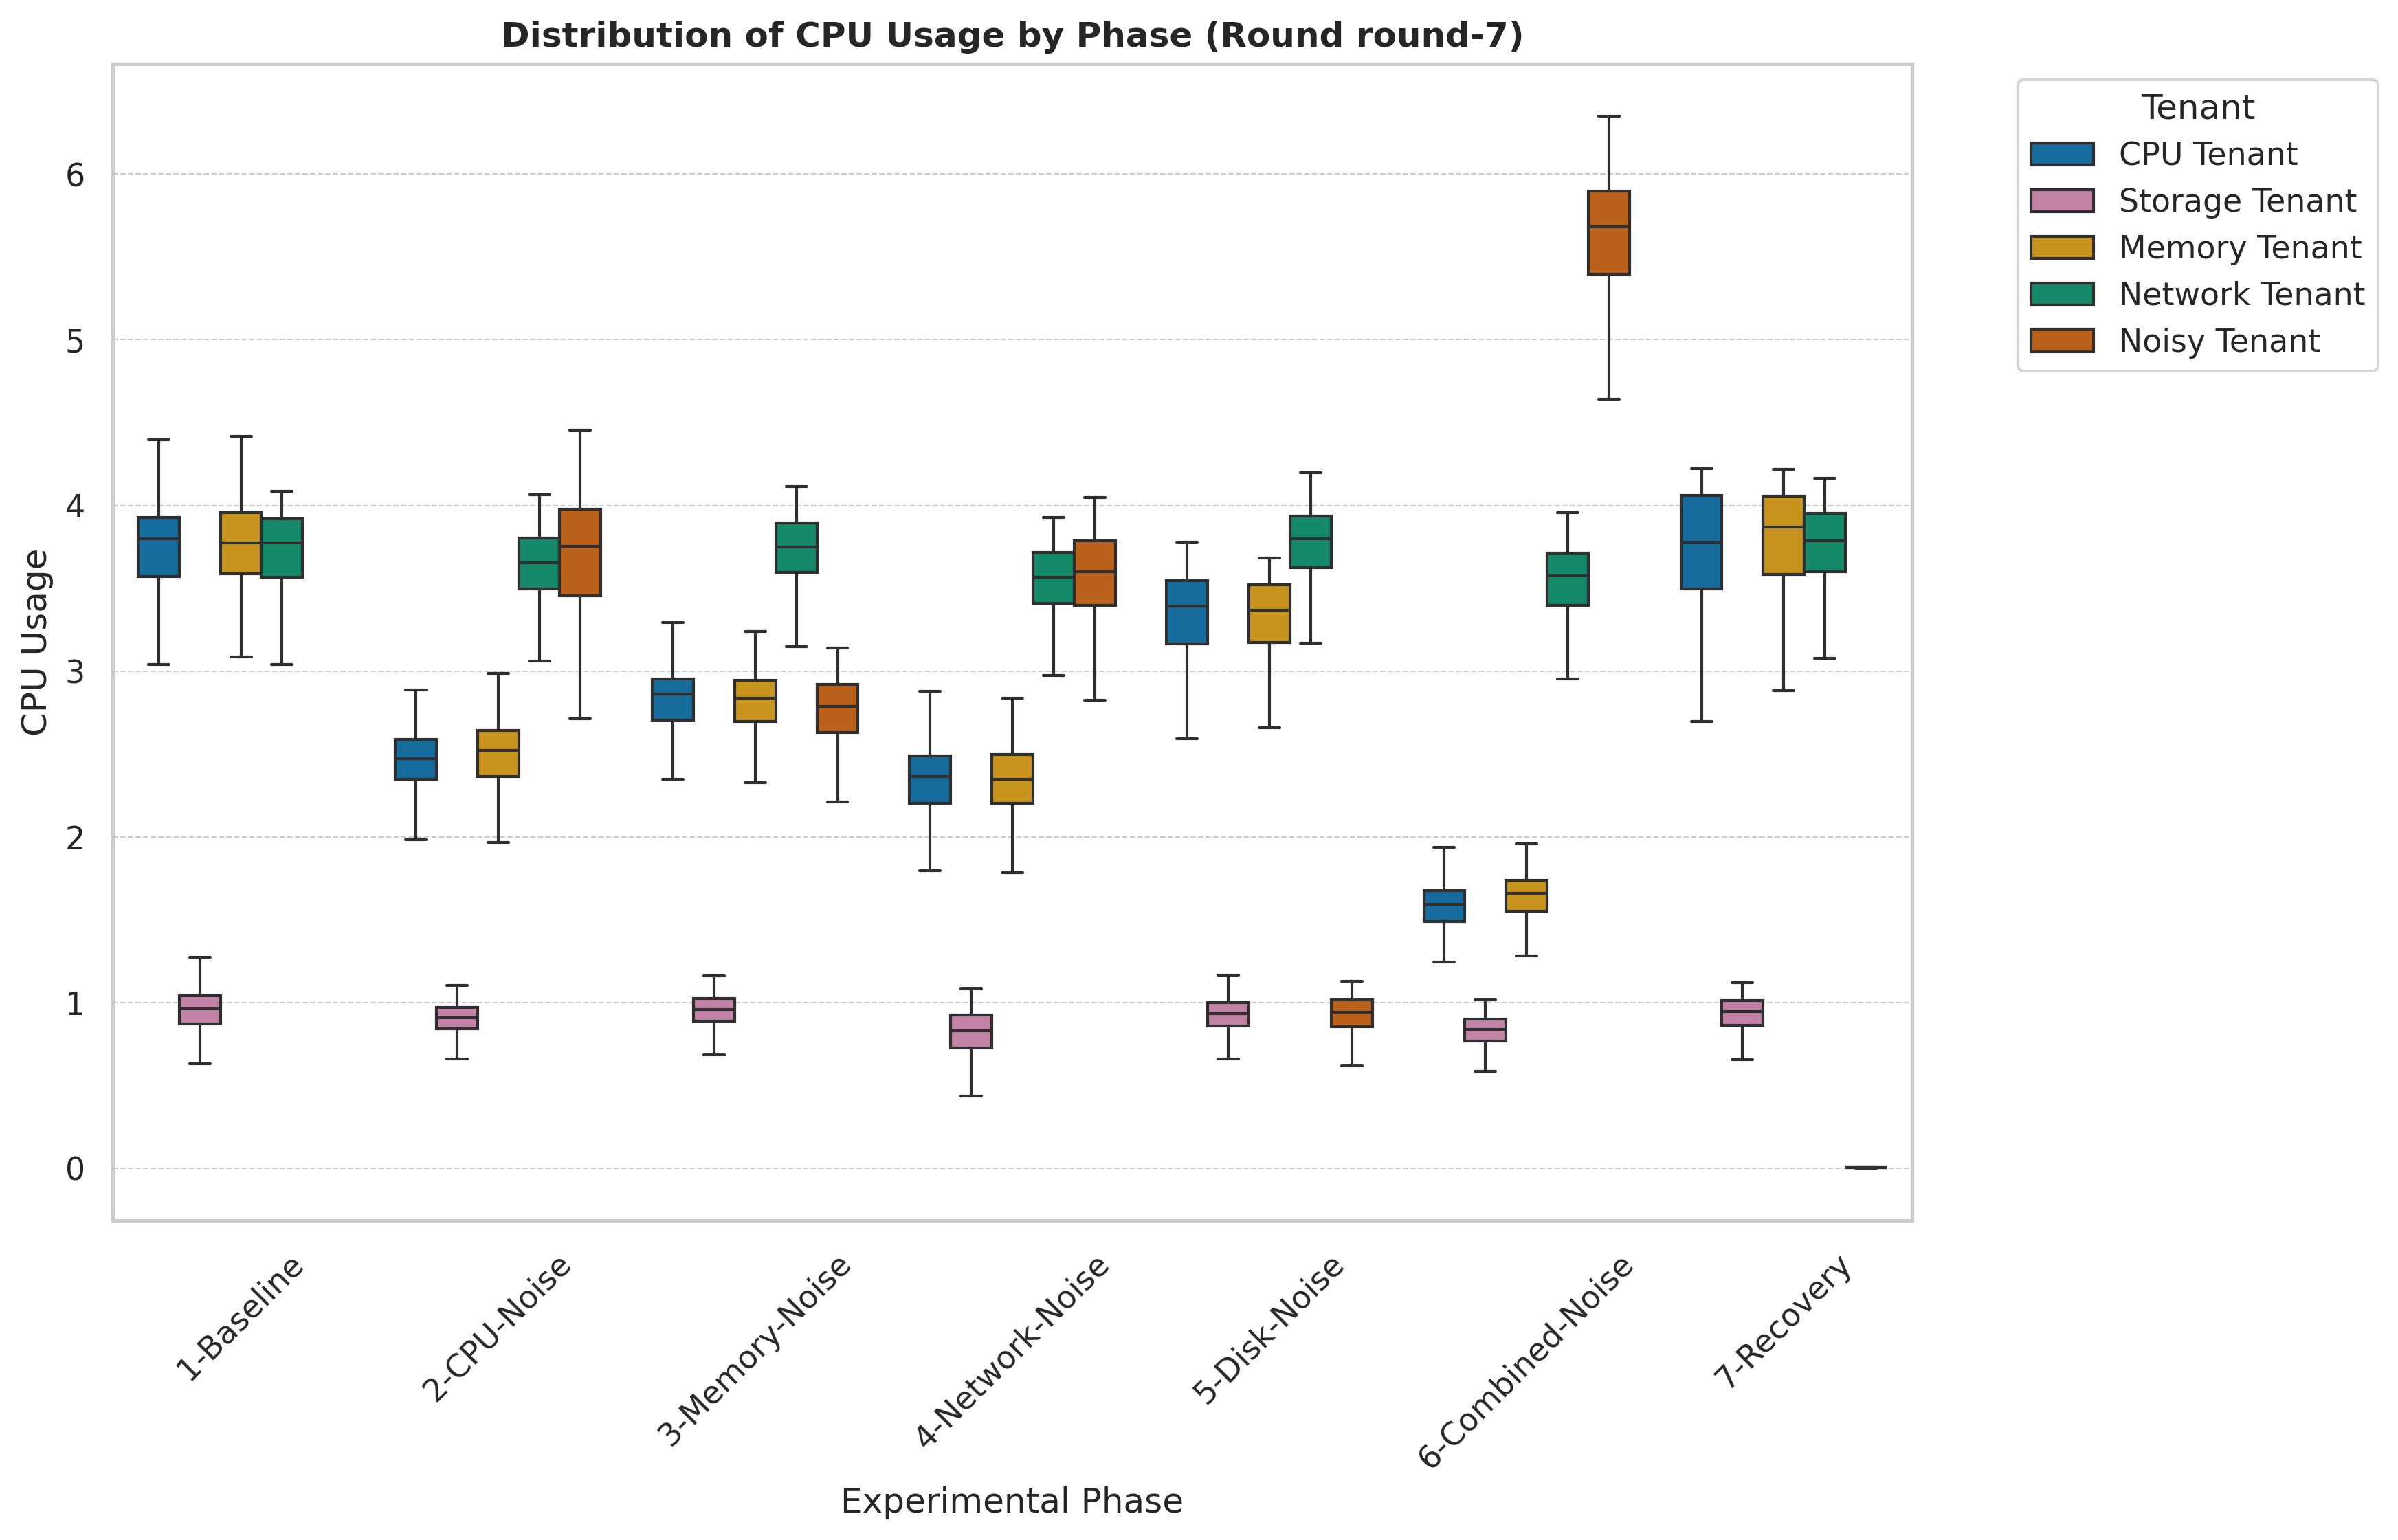 Distribution of CPU Usage by Phase (Round round-7)
CPU Usage
6
5
4
3
2
1
0
1-Baseline
2-CPU-Noise
3-Memory-Noise
4-Network-Noise
5-Disk-Noise
6-Combined-Noise
7-Recovery
Experimental Phase
Tenant
CPU Tenant
Storage Tenant
Memory Tenant
Network Tenant
Noisy Tenant